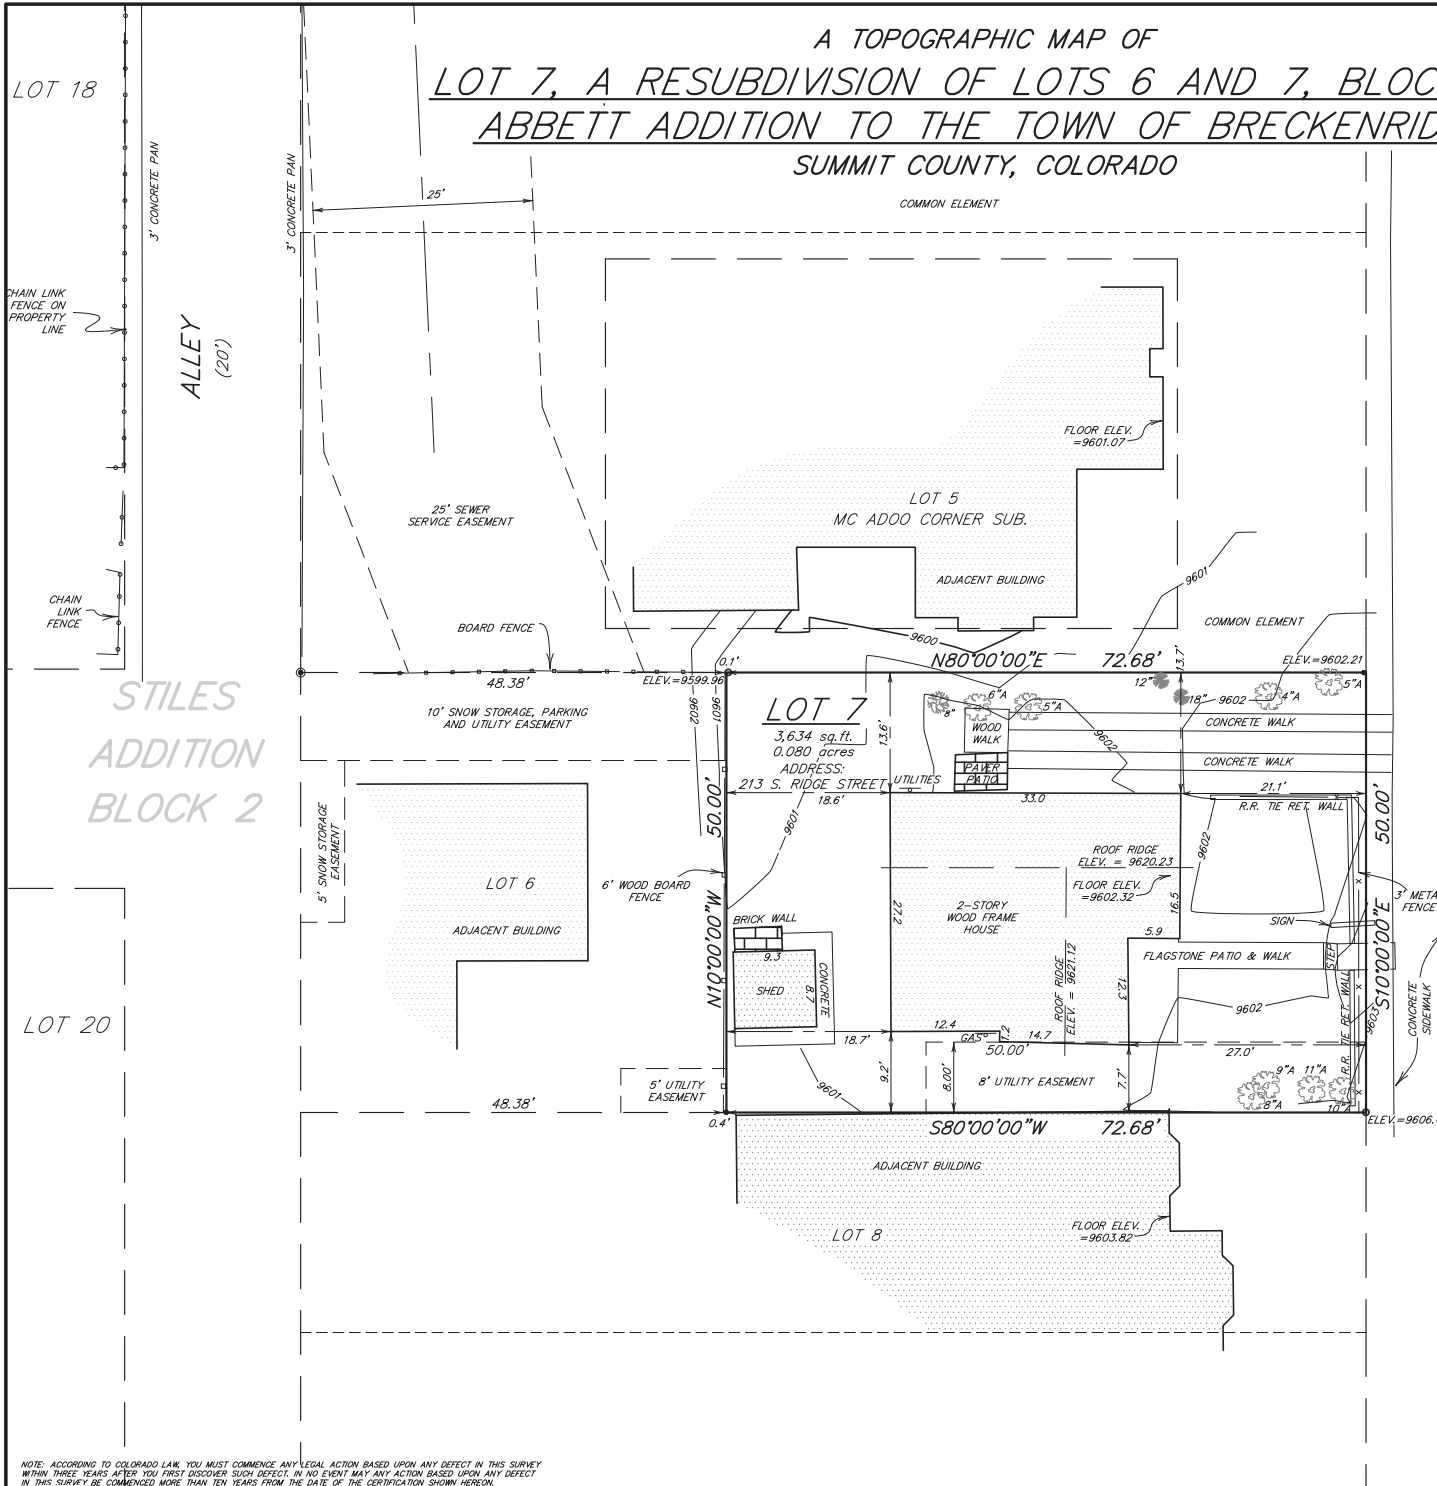 A TOPOGRAPHIC MAP OF
LOT 7, A RESUBDIVISION OF LOTS 6 AND 7, BLOC
ABBETT ADDITION TO THE TOWN OF BRECKENRID
SUMMIT COUNTY, COLORADO
COMMON ELEMENT
LOT 18
3' CONCRETE PAN
3' CONCRETE PAN
25'
CHAIN LINK
FENCE ON
PROPERTY
LINE
ALLEY
(20')
FLOOR ELEV.
=9601.07
LOT 5
MC ADOO CORNER SUB.
25' SEWER
SERVICE EASEMENT
ADJACENT BUILDING
9601
CHAIN
LINK
FENCE
BOARD FENCE
COMMON ELEMENT
9600
N80°00'00"E
72.68'
13.7'
ELEV.=9602.21
0.1'
48.38'
ELEV.=9599.96
STILES
ADDITION
BLOCK 2
10' SNOW STORAGE, PARKING
AND UTILITY EASEMENT
9602
9601
LOT 7
3,634 sq.ft.
0.080 acres
ADDRESS:
213 S. RIDGE STREET
13.6'
8"
6"A
5"A
12"
18"
9602
4"A
5"A
WOOD
WALK
9602
CONCRETE WALK
CONCRETE WALK
PAVER
PATIO
UTILITIES
18.6'
33.0
21.1'
R.R. TIE RET. WALL
50.00'
50.00'
9601
9602
5' SNOW STORAGE
EASEMENT
ROOF RIDGE
ELEV. = 9620.23
LOT 6
6' WOOD BOARD
FENCE
FLOOR ELEV.
=9602.32
3' META
FENCE
27.2
2-STORY
WOOD FRAME
HOUSE
16.5
SIGN
ADJACENT BUILDING
BRICK WALL
5.9
N10°00'00"W
9.3
FLAGSTONE PATIO & WALK
STEP
S10°00'00"E
ROOF RIDGE
ELEV. = 9621.12
SHED
8.7
CONCRETE
12.3
9602
R.R. TIE RET. WALL
9603
CONCRETE
SIDEWALK
LOT 20
12.4
18.7'
GAS
1.2
14.7
50.00'
27.0'
9.2'
8.00'
8' UTILITY EASEMENT
7.7'
9"A
11"A
8"A
10"A
5' UTILITY
EASEMENT
9601
48.38'
0.4'
S80°00'00"W
72.68'
ELEV.=9606.
ADJACENT BUILDING
LOT 8
FLOOR ELEV.
=9603.82
NOTE: ACCORDING TO COLORADO LAW, YOU MUST COMMENCE ANY LEGAL ACTION BASED UPON ANY DEFECT IN THIS SURVEY
WITHIN THREE YEARS AFTER YOU FIRST DISCOVER SUCH DEFECT. IN NO EVENT MAY ANY ACTION BASED UPON ANY DEFECT
IN THIS SURVEY BE COMMENCED MORE THAN TEN YEARS FROM THE DATE OF THE CERTIFICATION SHOWN HEREON.